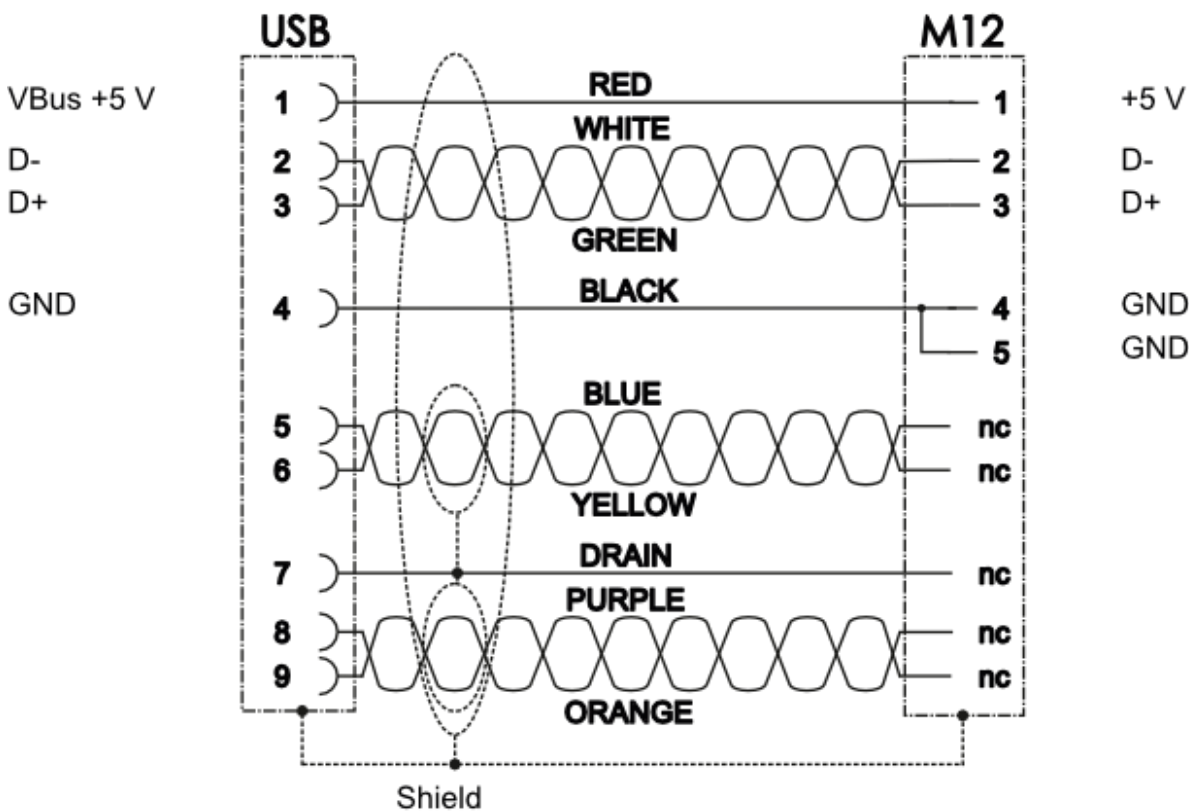 USB M12
VBus +5 V 1 RED 1 +5 V
WHITE
D- 2 2 D-
D+ 3 3 D+
GREEN
BLACK
GND 4 4 GND
5 GND
BLUE
5 nc
6 nc
YELLOW
DRAIN
7 nc
PURPLE
8 nc
9 nc
ORANGE
Shield